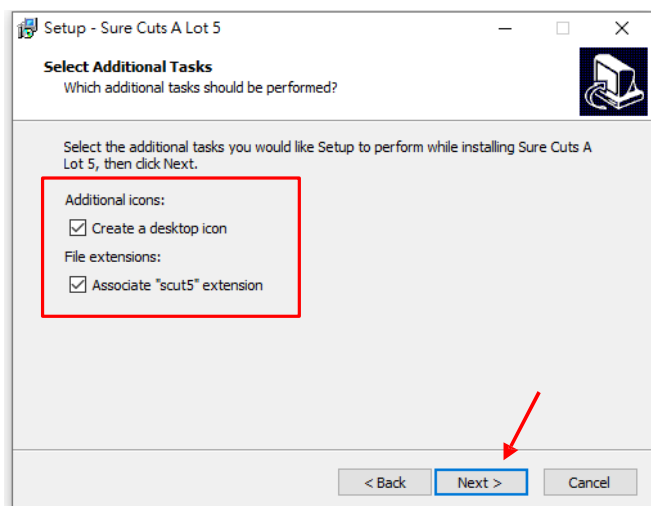 Setup - Sure Cuts A Lot 5
Select Additional Tasks
Which additional tasks should be performed?
Select the additional tasks you would like Setup to perform while installing Sure Cuts A
Lot 5, then click Next.
Additional icons:
Create a desktop icon
File extensions:
Associate "scut5" extension
< Back Next > Cancel